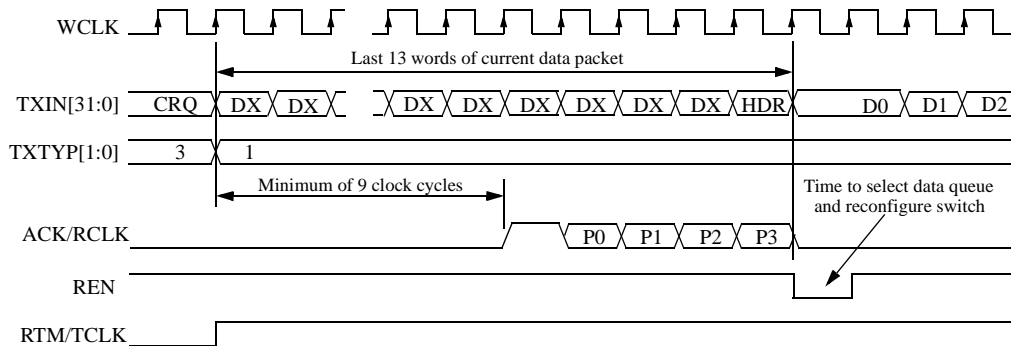 WCLK
Last 13 words of current data packet
TXIN[31:0] CRQ DX DX DX DX DX DX DX DX HDR D0 D1 D2
TXTYP[1:0] 3 1
Minimum of 9 clock cycles
Time to select data queue
and reconfigure switch
ACK/RCLK P0 P1 P2 P3
REN
RTM/TCLK